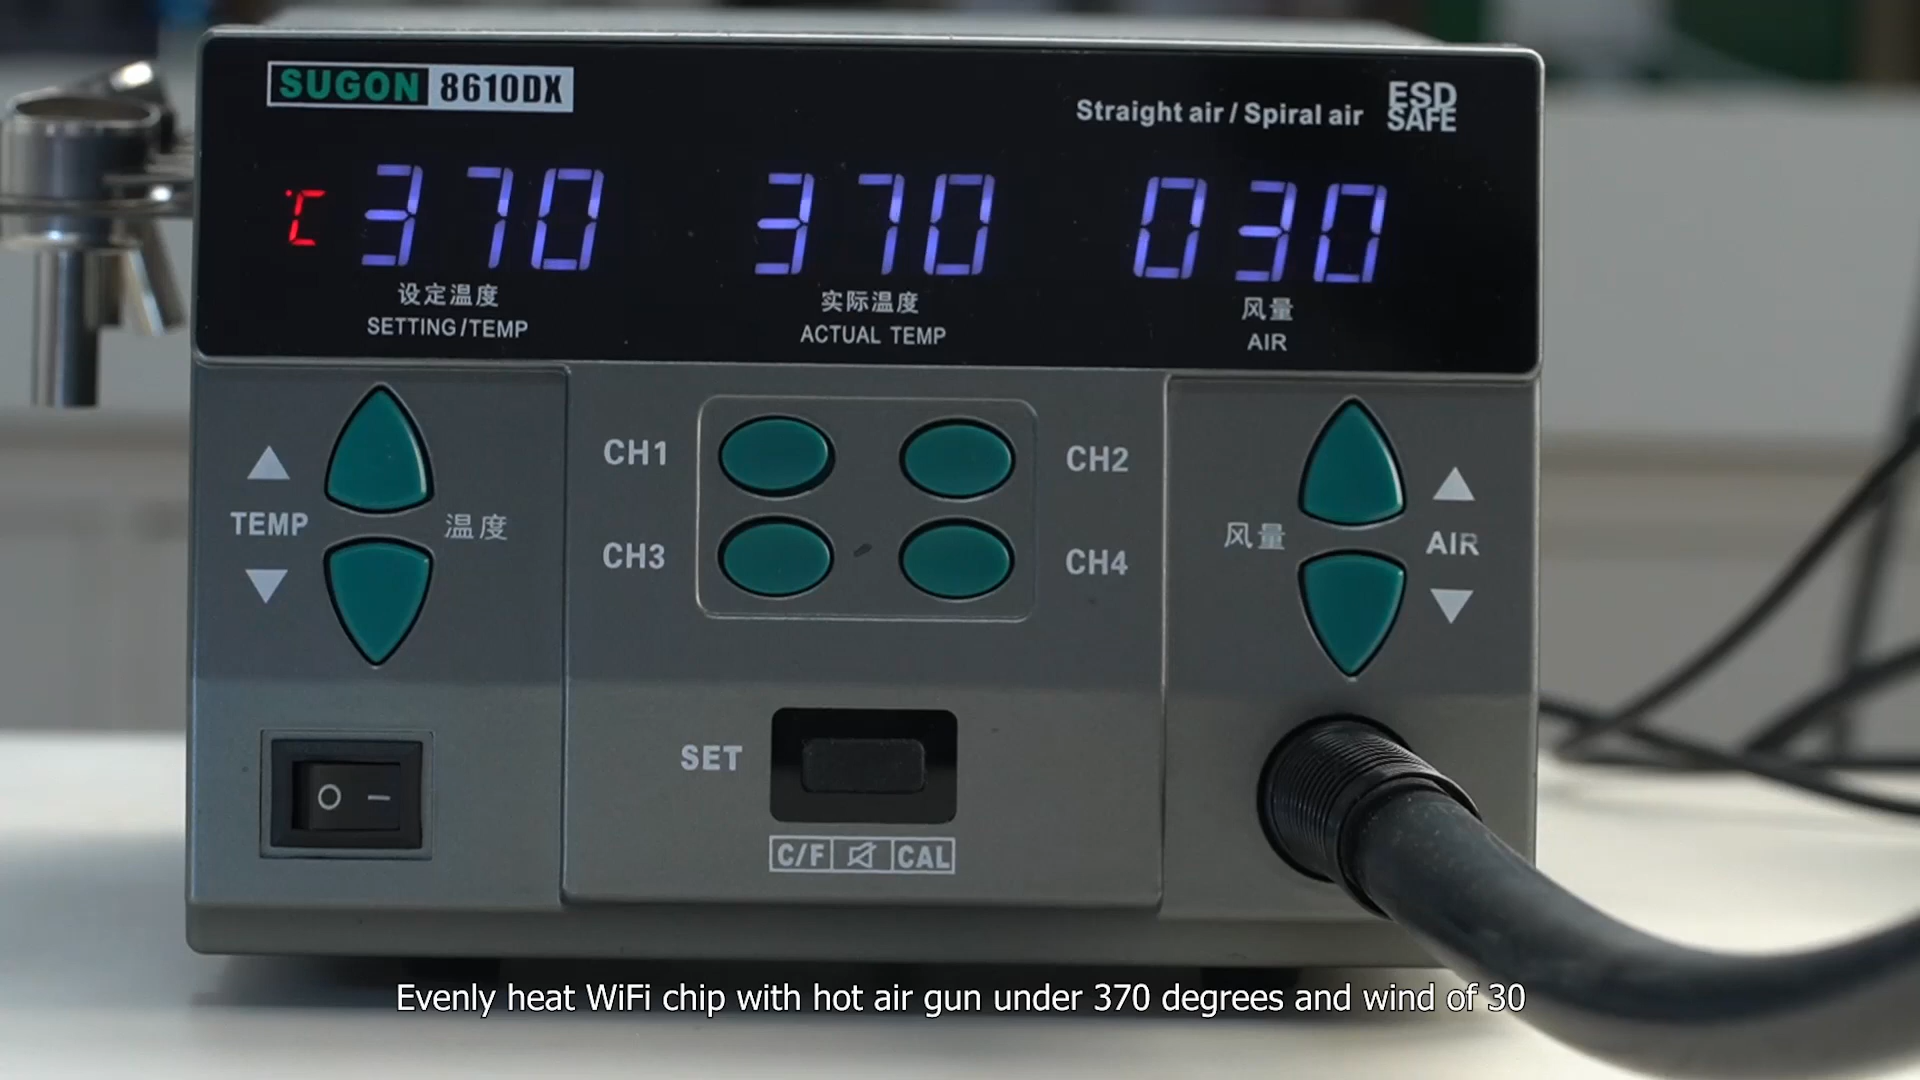 SUGON 8610DX
Straight air / Spiral air
ESD SAFE
℃ 370 370 030
设定温度 实际温度 风量
SETTING/TEMP ACTUAL TEMP AIR
CH1 CH2
TEMP 温度 风量 AIR
CH3 CH4
SET
C/F CAL
Evenly heat WiFi chip with hot air gun under 370 degrees and wind of 30